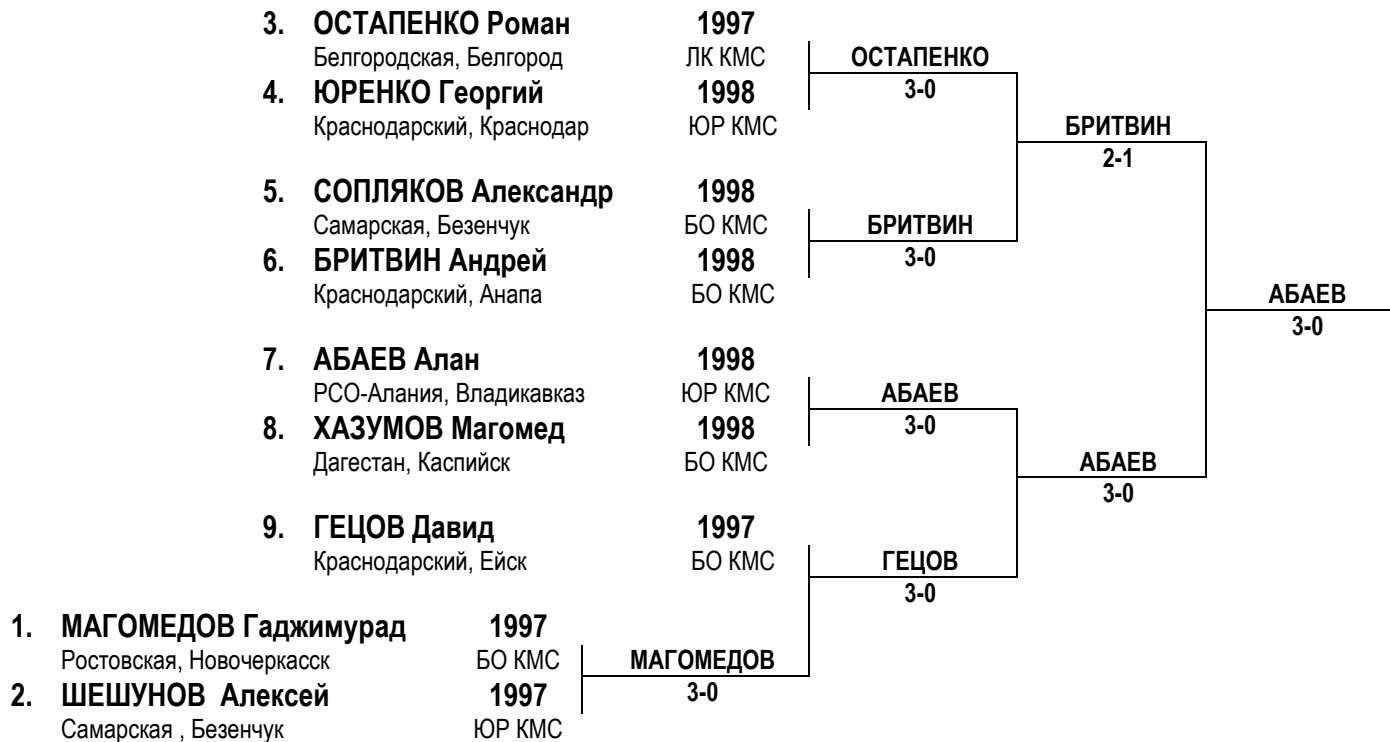 3. ОСТАПЕНКО Роман 1997
Белгородская, Белгород ЛК КМС
ОСТАПЕНКО
3-0
4. ЮРЕНКО Георгий 1998
Краснодарский, Краснодар ЮР КМС
БРИТВИН
2-1
5. СОПЛЯКОВ Александр 1998
Самарская, Безенчук БО КМС
БРИТВИН
3-0
6. БРИТВИН Андрей 1998
Краснодарский, Анапа БО КМС
АБАЕВ
3-0
7. АБАЕВ Алан 1998
РСО-Алания, Владикавказ ЮР КМС
АБАЕВ
3-0
8. ХАЗУМОВ Магомед 1998
Дагестан, Каспийск БО КМС
АБАЕВ
3-0
9. ГЕЦОВ Давид 1997
Краснодарский, Ейск БО КМС
ГЕЦОВ
3-0
1. МАГОМЕДОВ Гаджимурад 1997
Ростовская, Новочеркасск БО КМС
МАГОМЕДОВ
3-0
2. ШЕШУНОВ Алексей 1997
Самарская , Безенчук ЮР КМС